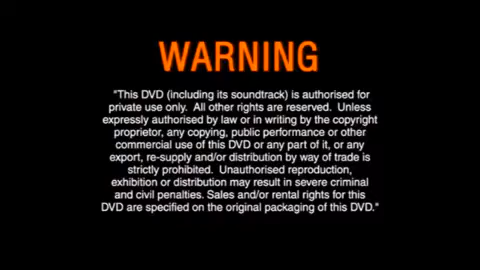 WARNING
"This DVD (including its soundtrack) is authorised for
private use only. All other rights are reserved. Unless
expressly authorised by law or in writing by the copyright
proprietor, any copying, public performance or other
commercial use of this DVD or any part of it, or any
export, re-supply and/or distribution by way of trade is
strictly prohibited. Unauthorised reproduction,
exhibition or distribution may result in severe criminal
and civil penalties. Sales and/or rental rights for this
DVD are specified on the original packaging of this DVD."